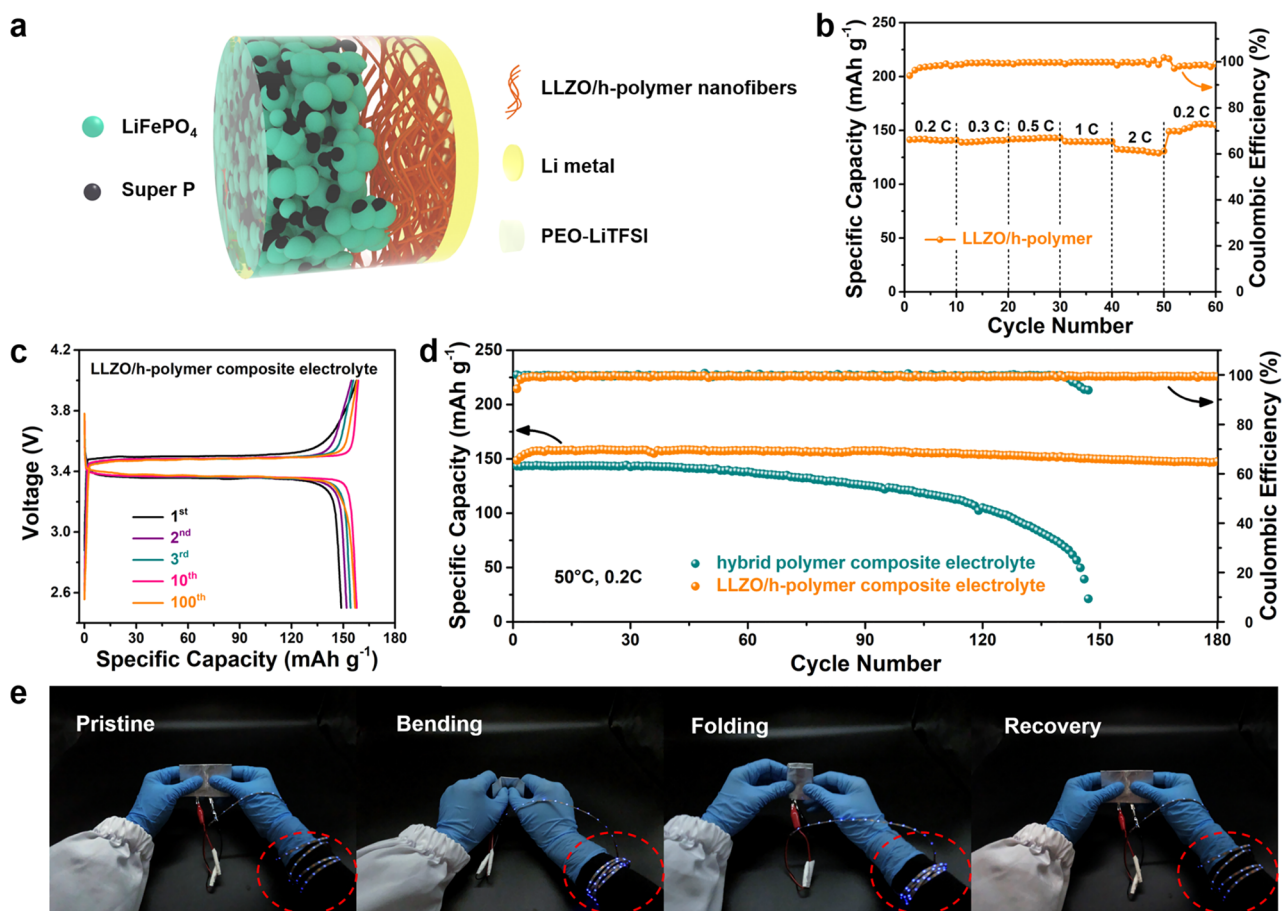 a
LiFePO₄
Super P
LLZO/h-polymer nanofibers
Li metal
PEO-LiTFSI
b
Specific Capacity (mAh g⁻¹)
250
200
150
100
50
0
0.2 C
0.3 C
0.5 C
1 C
2 C
0.2 C
LLZO/h-polymer
0 10 20 30 40 50 60
Cycle Number
100
80
60
40
20
0
Coulombic Efficiency (%)
c
Voltage (V)
4.2
3.8
3.4
3.0
2.6
LLZO/h-polymer composite electrolyte
1st
2nd
3rd
10th
100th
0 30 60 90 120 150 180
Specific Capacity (mAh g⁻¹)
d
Specific Capacity (mAh g⁻¹)
250
225
200
175
150
125
100
75
50
25
0
50°C, 0.2C
hybrid polymer composite electrolyte
LLZO/h-polymer composite electrolyte
0 30 60 90 120 150 180
Cycle Number
100
80
60
40
20
0
Coulombic Efficiency (%)
e
Pristine
Bending
Folding
Recovery